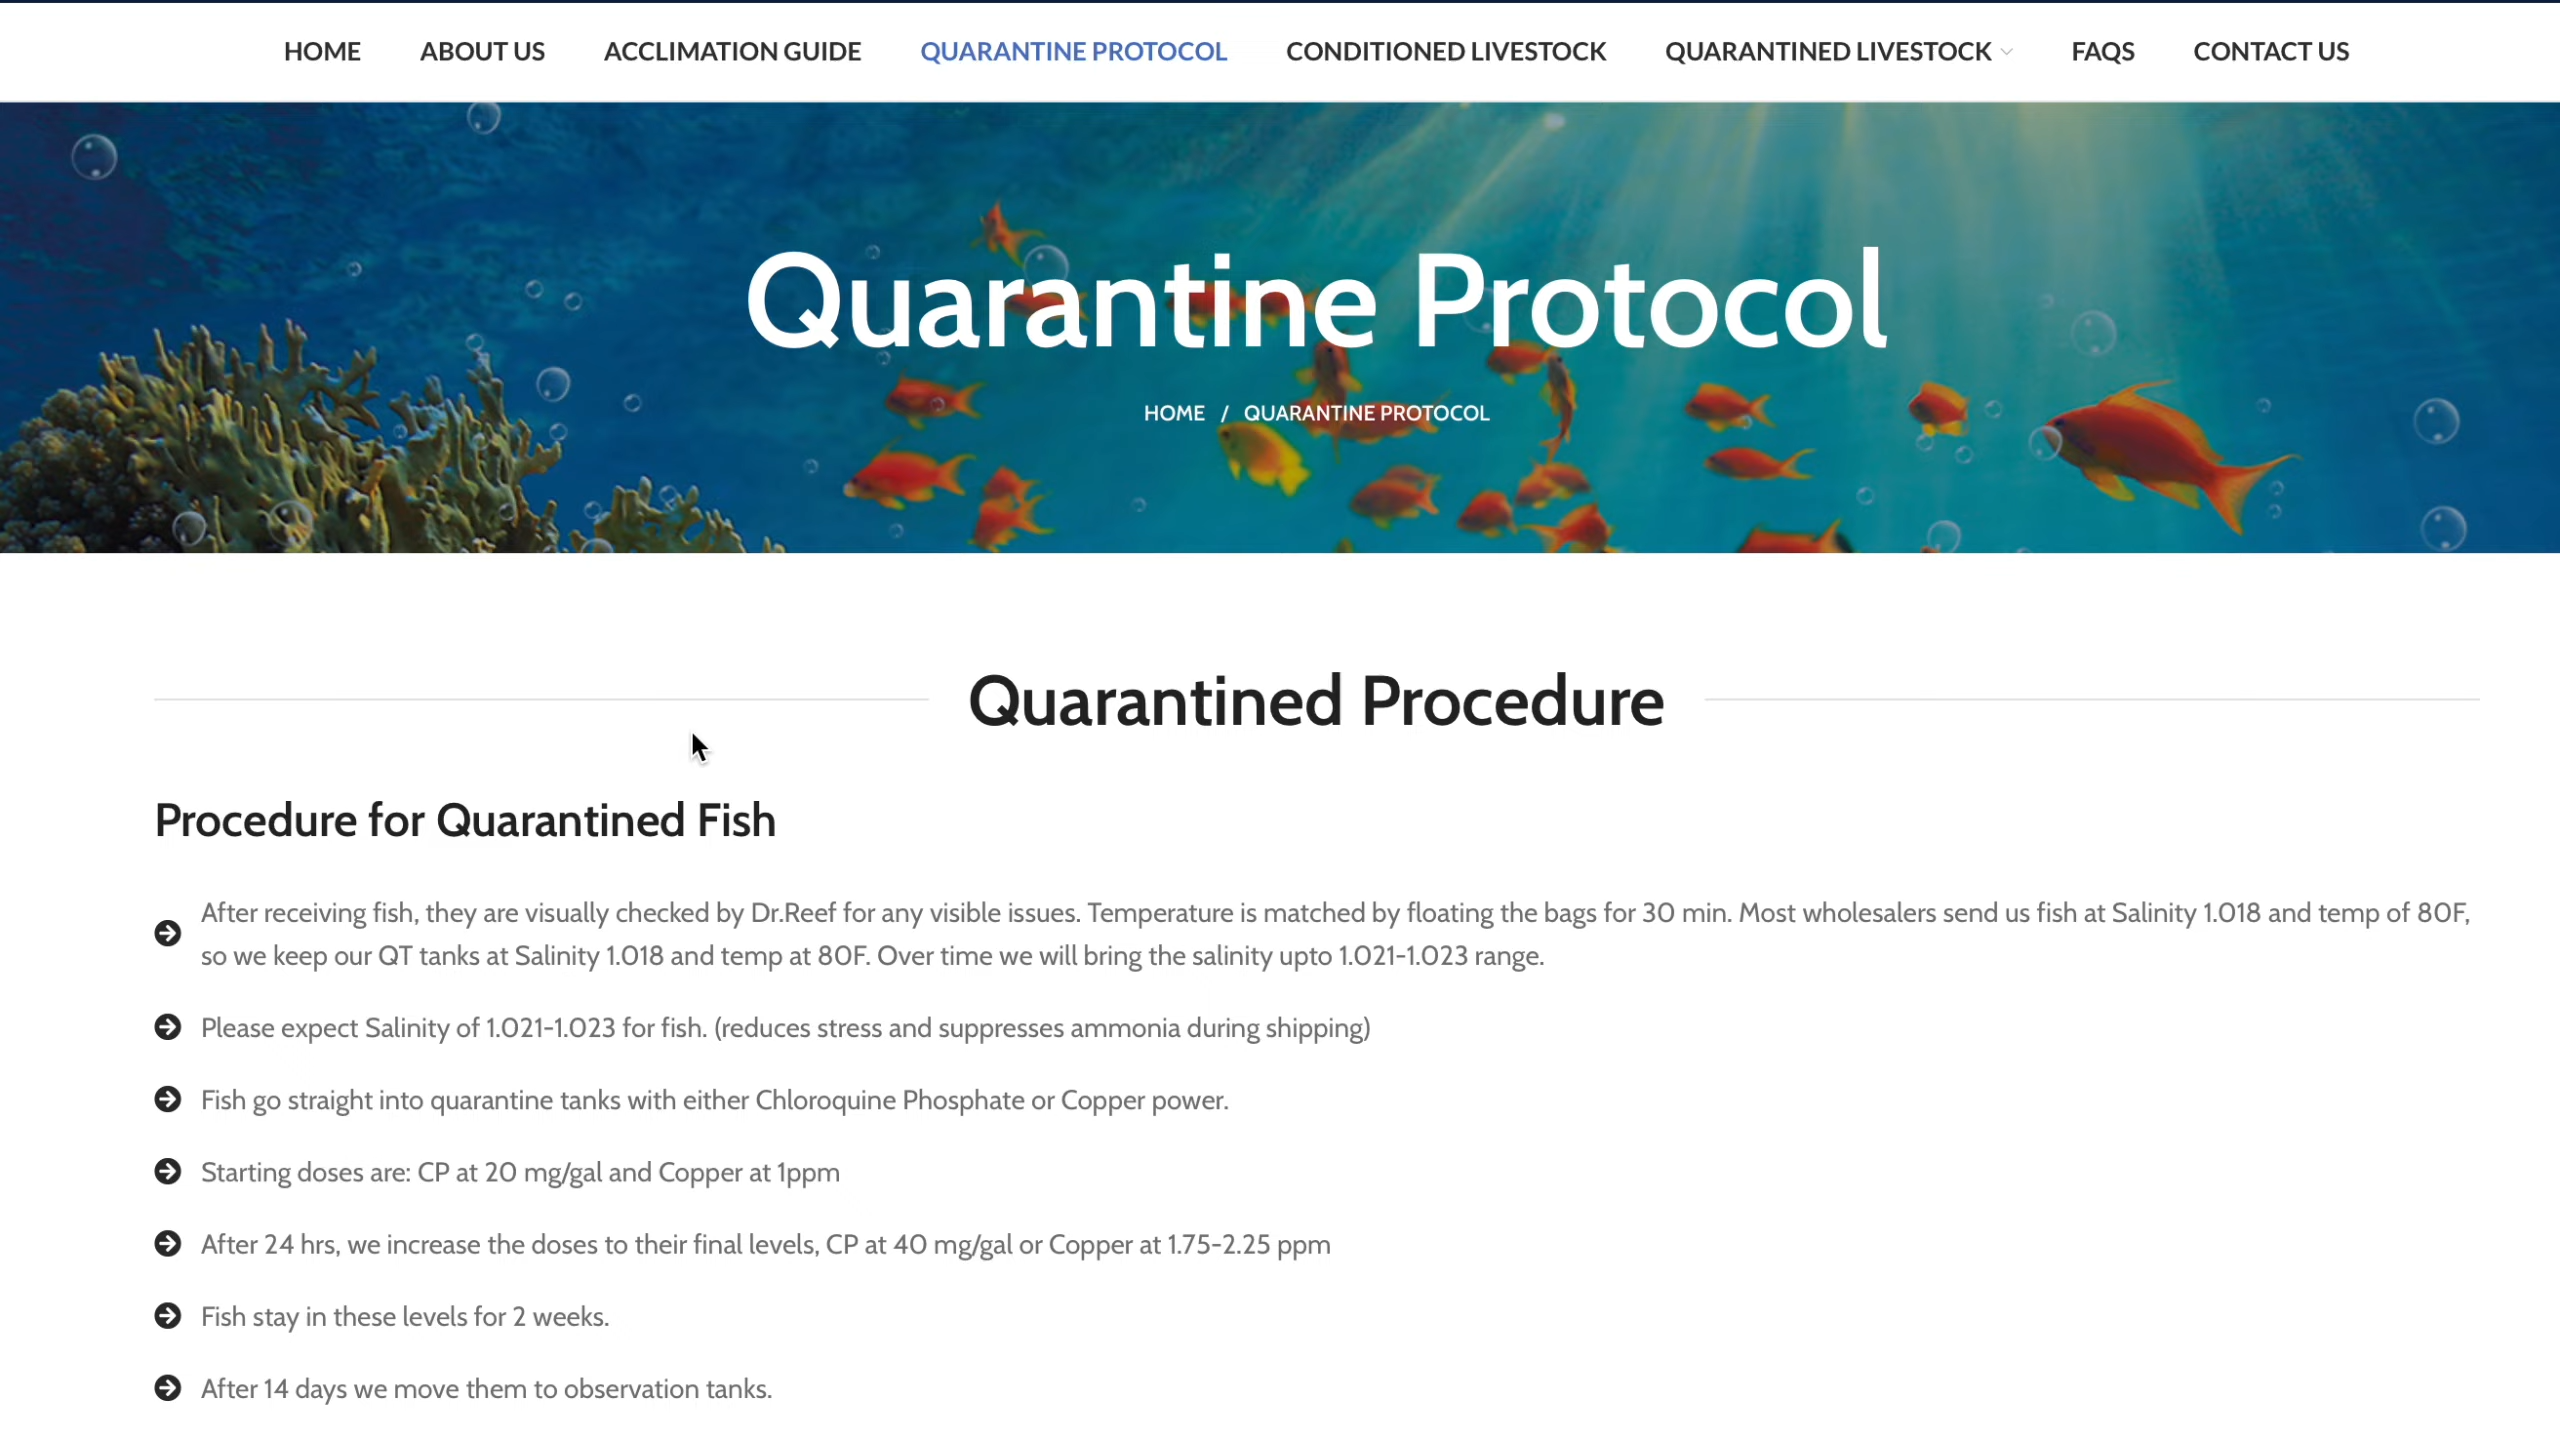 HOME ABOUT US ACCLIMATION GUIDE QUARANTINE PROTOCOL CONDITIONED LIVESTOCK QUARANTINED LIVESTOCK FAQS CONTACT US
Quarantine Protocol
HOME / QUARANTINE PROTOCOL
Quarantined Procedure
Procedure for Quarantined Fish
After receiving fish, they are visually checked by Dr.Reef for any visible issues. Temperature is matched by floating the bags for 30 min. Most wholesalers send us fish at Salinity 1.018 and temp of 80F,
so we keep our QT tanks at Salinity 1.018 and temp at 80F. Over time we will bring the salinity upto 1.021-1.023 range.
Please expect Salinity of 1.021-1.023 for fish. (reduces stress and suppresses ammonia during shipping)
Fish go straight into quarantine tanks with either Chloroquine Phosphate or Copper power.
Starting doses are: CP at 20 mg/gal and Copper at 1ppm
After 24 hrs, we increase the doses to their final levels, CP at 40 mg/gal or Copper at 1.75-2.25 ppm
Fish stay in these levels for 2 weeks.
After 14 days we move them to observation tanks.